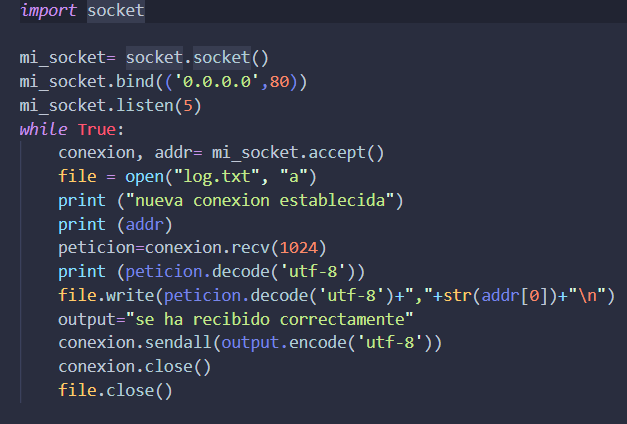 import socket
mi_socket= socket.socket()
mi_socket.bind(('0.0.0.0',80))
mi_socket.listen(5)
while True:
    conexion, addr= mi_socket.accept()
    file = open("log.txt", "a")
    print ("nueva conexion establecida")
    print (addr)
    peticion=conexion.recv(1024)
    print (peticion.decode('utf-8'))
    file.write(peticion.decode('utf-8')+","+str(addr[0])+"\n")
    output="se ha recibido correctamente"
    conexion.sendall(output.encode('utf-8'))
    conexion.close()
    file.close()